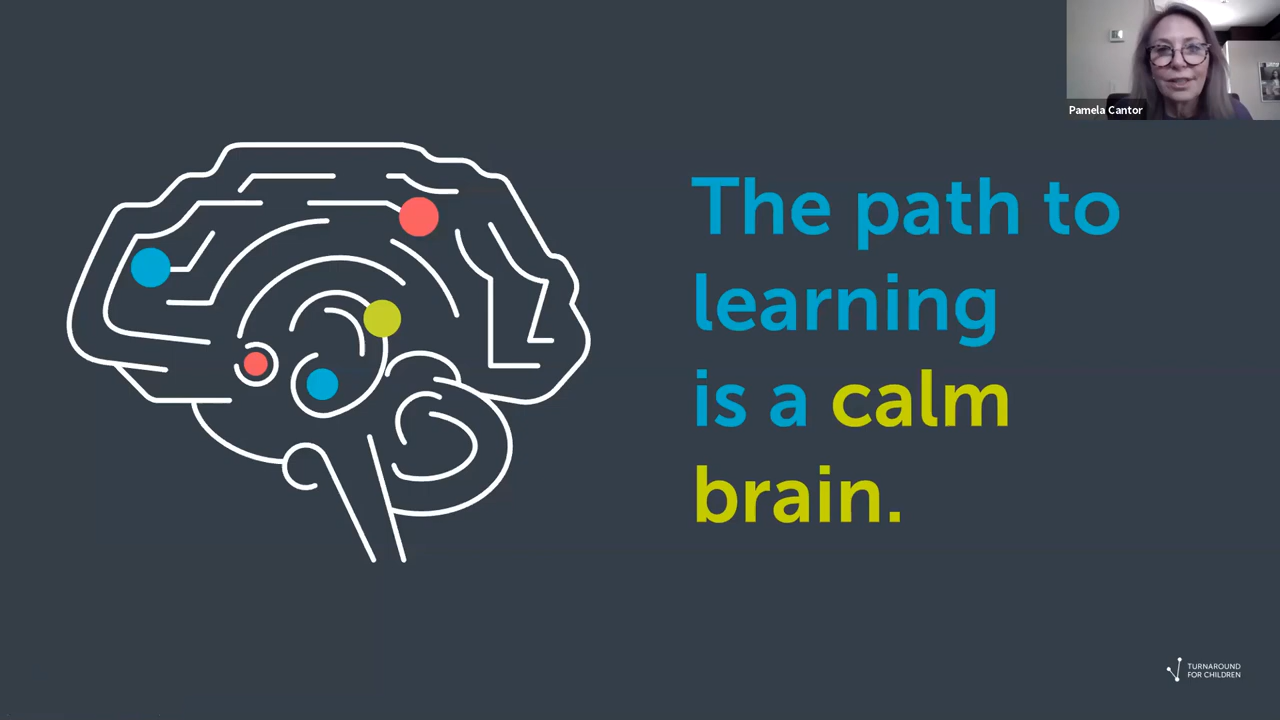 Pamela Cantor
The path to
learning
is a calm
brain.
TURNAROUND
FOR CHILDREN